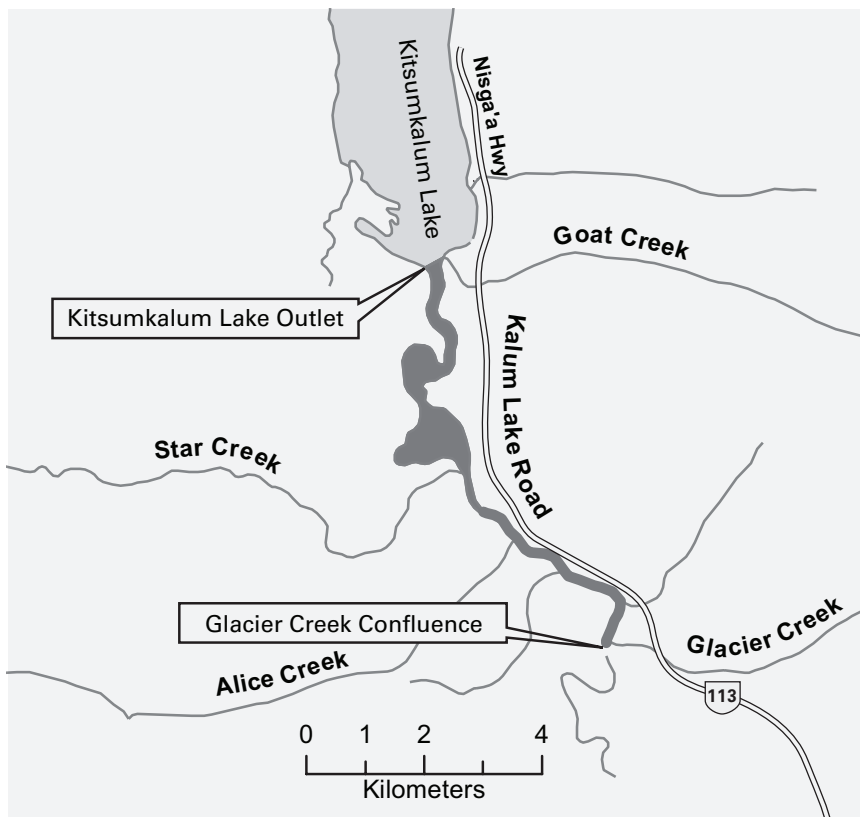 Kitsumkalum Lake
Nisga'a Hwy
Goat Creek
Kitsumkalum Lake Outlet
Kalum Lake Road
Star Creek
Glacier Creek Confluence
Glacier Creek
Alice Creek
113
0 1 2 4
Kilometers